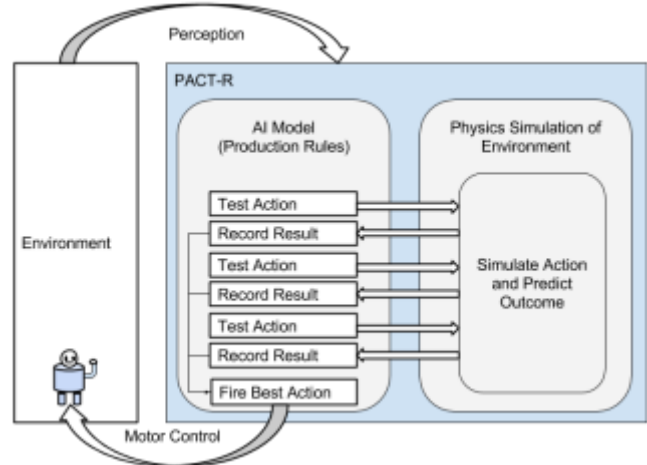 Perception
PACT-R
AI Model
(Production Rules)
Physics Simulation of
Environment
Test Action
Record Result
Test Action
Record Result
Test Action
Record Result
Fire Best Action
Simulate Action
and Predict
Outcome
Environment
Motor Control